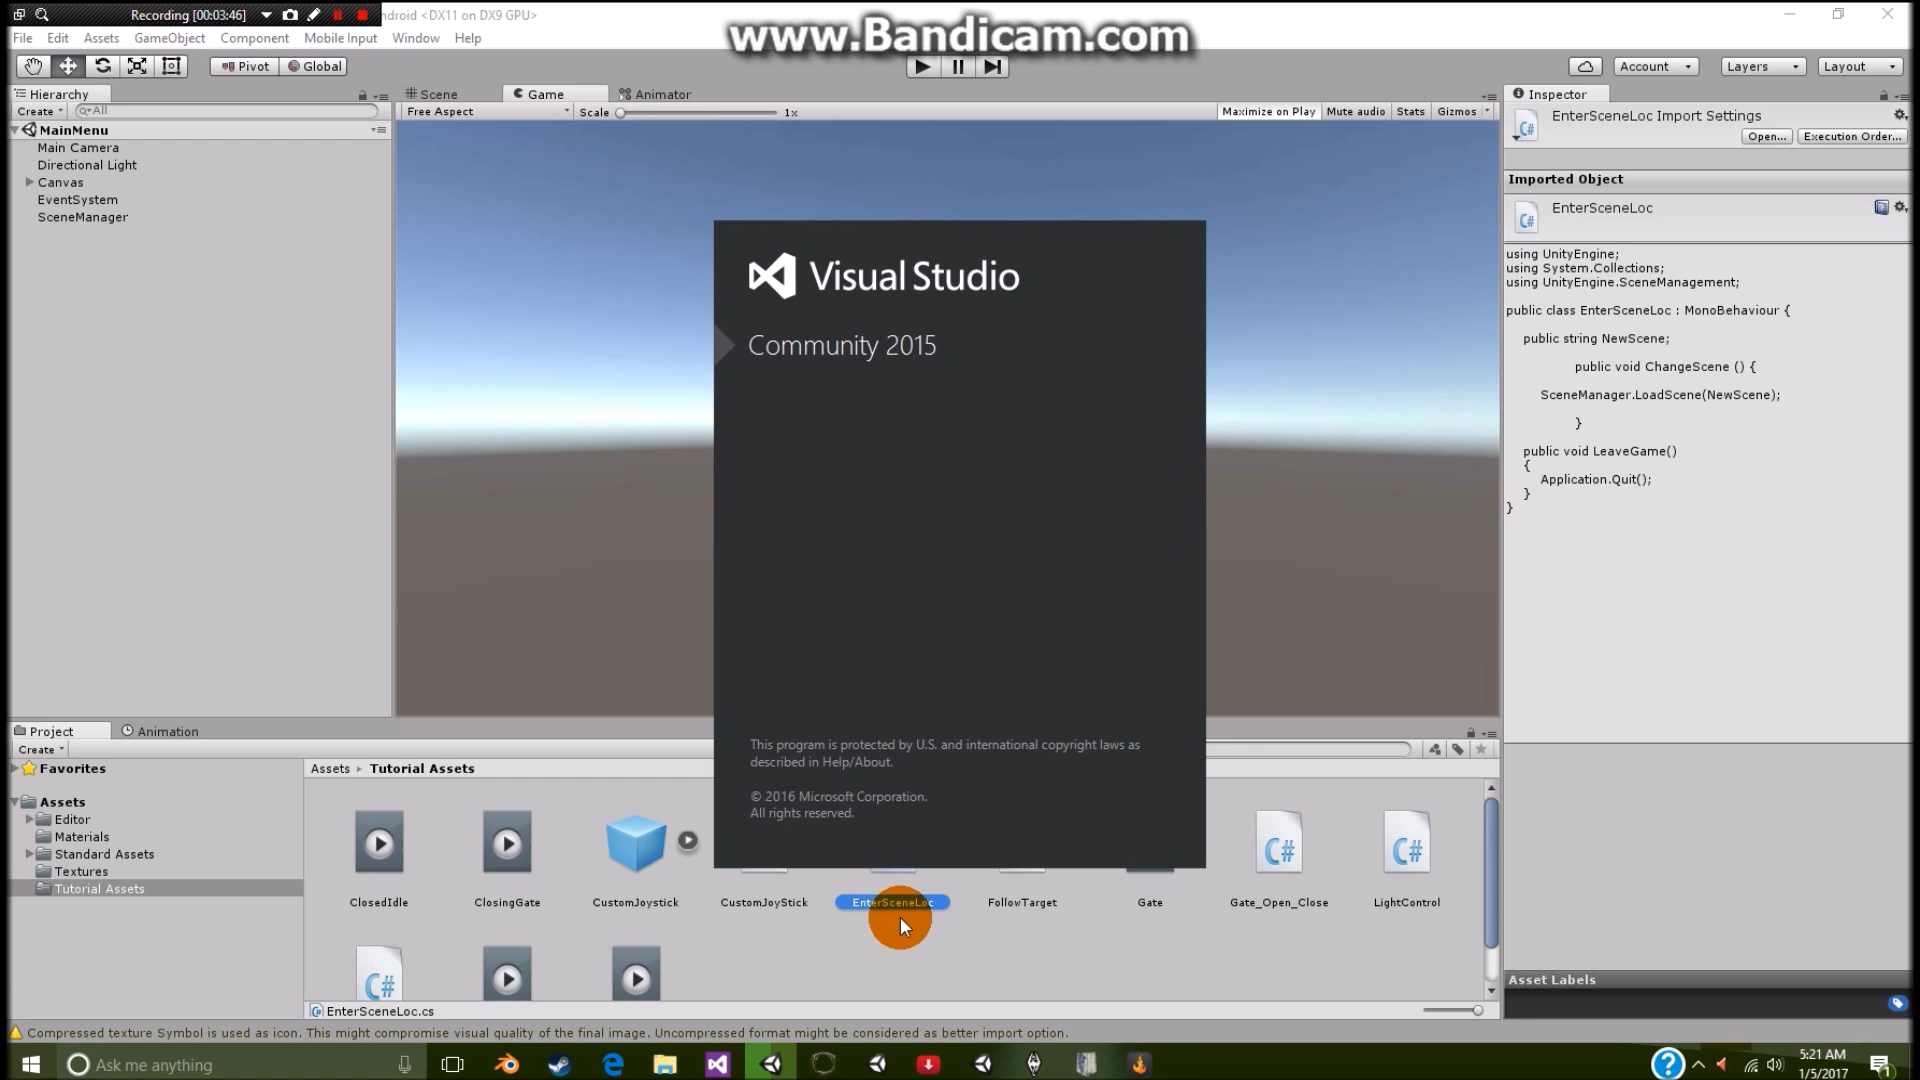 Recording [00:03:46]
ndroid <DX11 on DX9 GPU>
www.Bandicam.com
File Edit Assets GameObject Component Mobile Input Window Help
Pivot Global
Account Layers Layout
Hierarchy
Scene Game Animator
Inspector
Create All
Free Aspect Scale 1x
Maximize on Play Mute audio Stats Gizmos
EnterSceneLoc Import Settings
Open... Execution Order...
MainMenu
Main Camera
Directional Light
Canvas
EventSystem
SceneManager
Imported Object
EnterSceneLoc
using UnityEngine;
using System.Collections;
using UnityEngine.SceneManagement;
public class EnterSceneLoc : MonoBehaviour {
public string NewScene;
public void ChangeScene () {
SceneManager.LoadScene(NewScene);
}
public void LeaveGame()
{
Application.Quit();
}
}
Visual Studio
Community 2015
This program is protected by U.S. and international copyright laws as
described in Help/About.
© 2016 Microsoft Corporation.
All rights reserved.
Project Animation
Create
Favorites
Assets
Editor
Materials
Standard Assets
Textures
Tutorial Assets
Assets Tutorial Assets
C# C#
ClosedIdle ClosingGate CustomJoystick CustomJoyStick EnterSceneLoc FollowTarget Gate Gate_Open_Close LightControl
C#
EnterSceneLoc.cs
Asset Labels
Compressed texture Symbol is used as icon. This might compromise visual quality of the final image. Uncompressed format might be considered as better import option.
Ask me anything
5:21 AM
1/5/2017